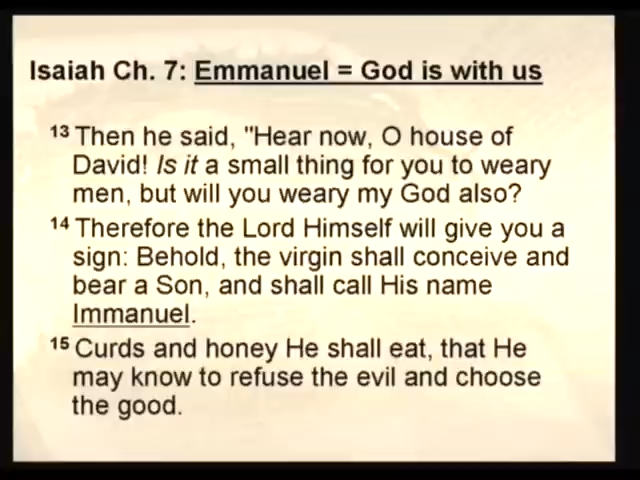 Isaiah Ch. 7: Emmanuel = God is with us
13 Then he said, "Hear now, O house of
David! Is it a small thing for you to weary
men, but will you weary my God also?
14 Therefore the Lord Himself will give you a
sign: Behold, the virgin shall conceive and
bear a Son, and shall call His name
Immanuel.
15 Curds and honey He shall eat, that He
may know to refuse the evil and choose
the good.